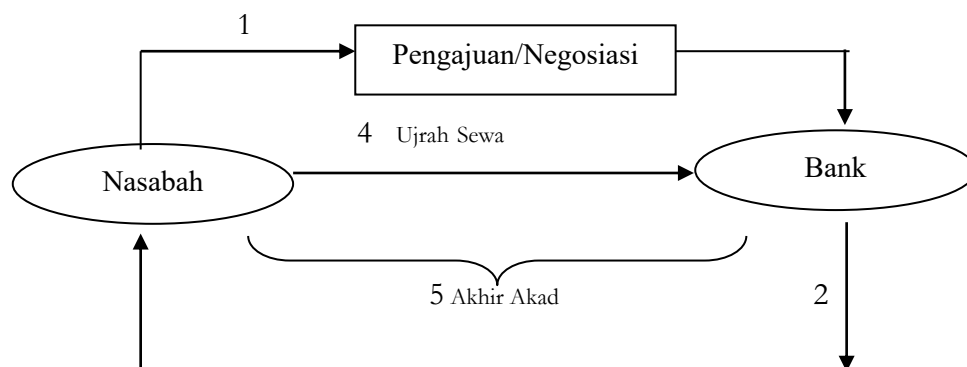 1
Pengajuan/Negosiasi
4 Ujrah Sewa
Nasabah
Bank
5 Akhir Akad
2